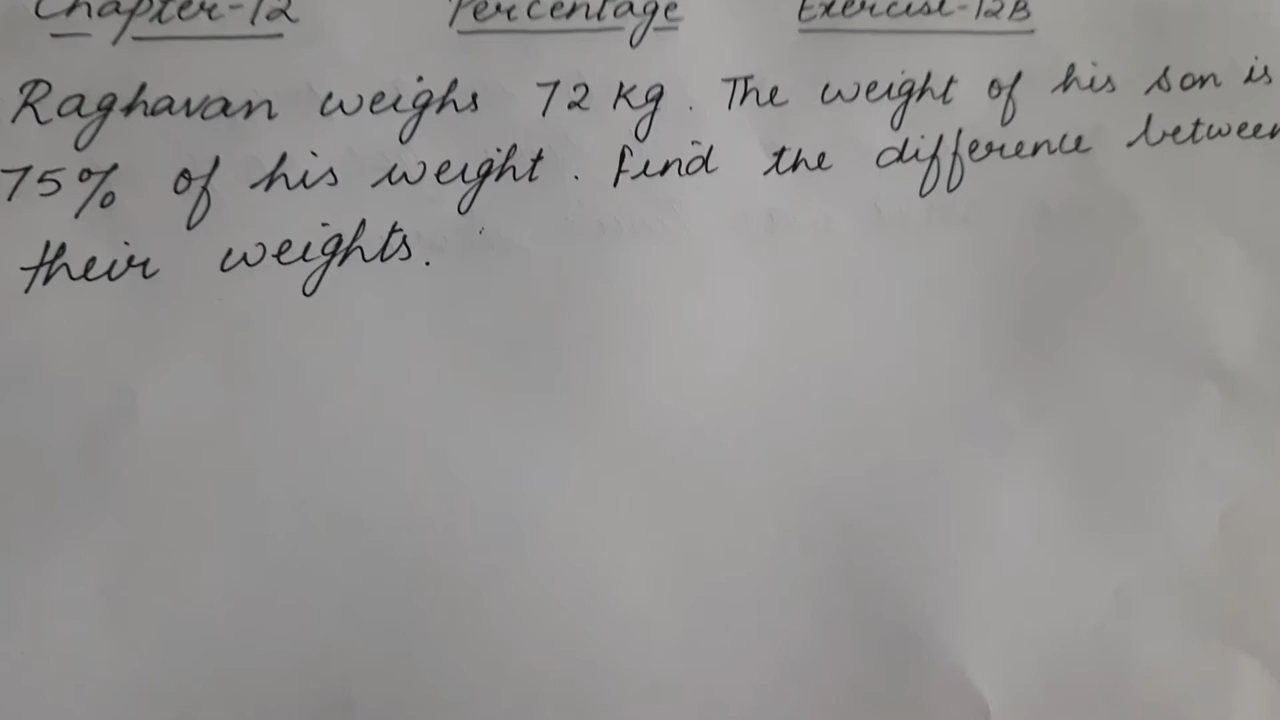 Chapter-12 Percentage Exercise-12B
Raghavan weighs 72 kg. The weight of his son is
75% of his weight. Find the difference between
their weights.